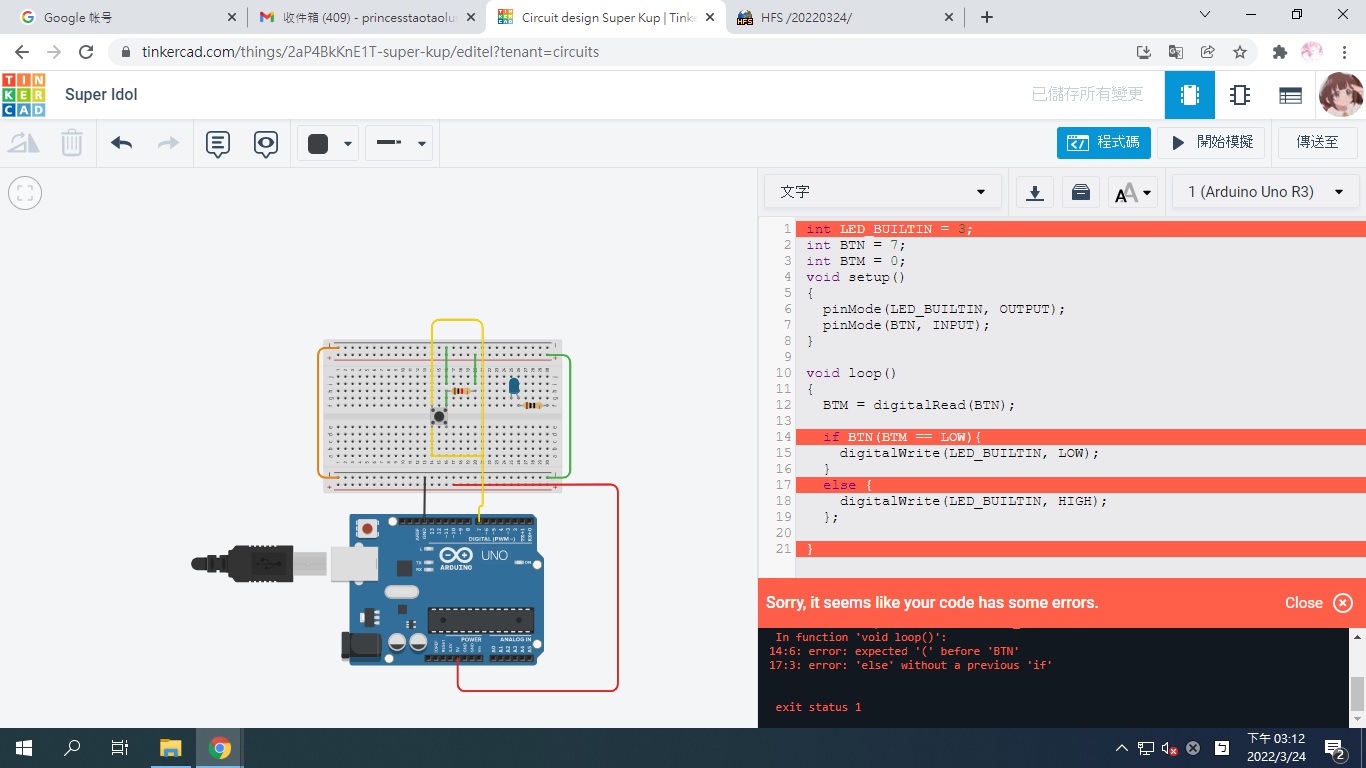 Google 帳号
收件箱 (409) - princesstaotaolu
Circuit design Super Kup | Tinke
HFS /20220324/
tinkercad.com/things/2aP4BkKnE1T-super-kup/editel?tenant=circuits
TIN
KER
CAD
Super Idol
已儲存所有變更
程式碼
開始模擬
傳送至
文字
1 (Arduino Uno R3)
1 int LED_BUILTIN = 3;
2 int BTN = 7;
3 int BTM = 0;
4 void setup()
5 {
6 pinMode(LED_BUILTIN, OUTPUT);
7 pinMode(BTN, INPUT);
8 }
9
10 void loop()
11 {
12 BTM = digitalRead(BTN);
13
14 if BTN(BTM == LOW){
15 digitalWrite(LED_BUILTIN, LOW);
16 }
17 else {
18 digitalWrite(LED_BUILTIN, HIGH);
19 };
20
21 }
DIGITAL (PWM ~)
UNO
ARDUINO
TX
RX
ON
POWER
ANALOG IN
Sorry, it seems like your code has some errors.
Close
In function 'void loop()':
14:6: error: expected '(' before 'BTN'
17:3: error: 'else' without a previous 'if'
exit status 1
下午 03:12
2022/3/24
2